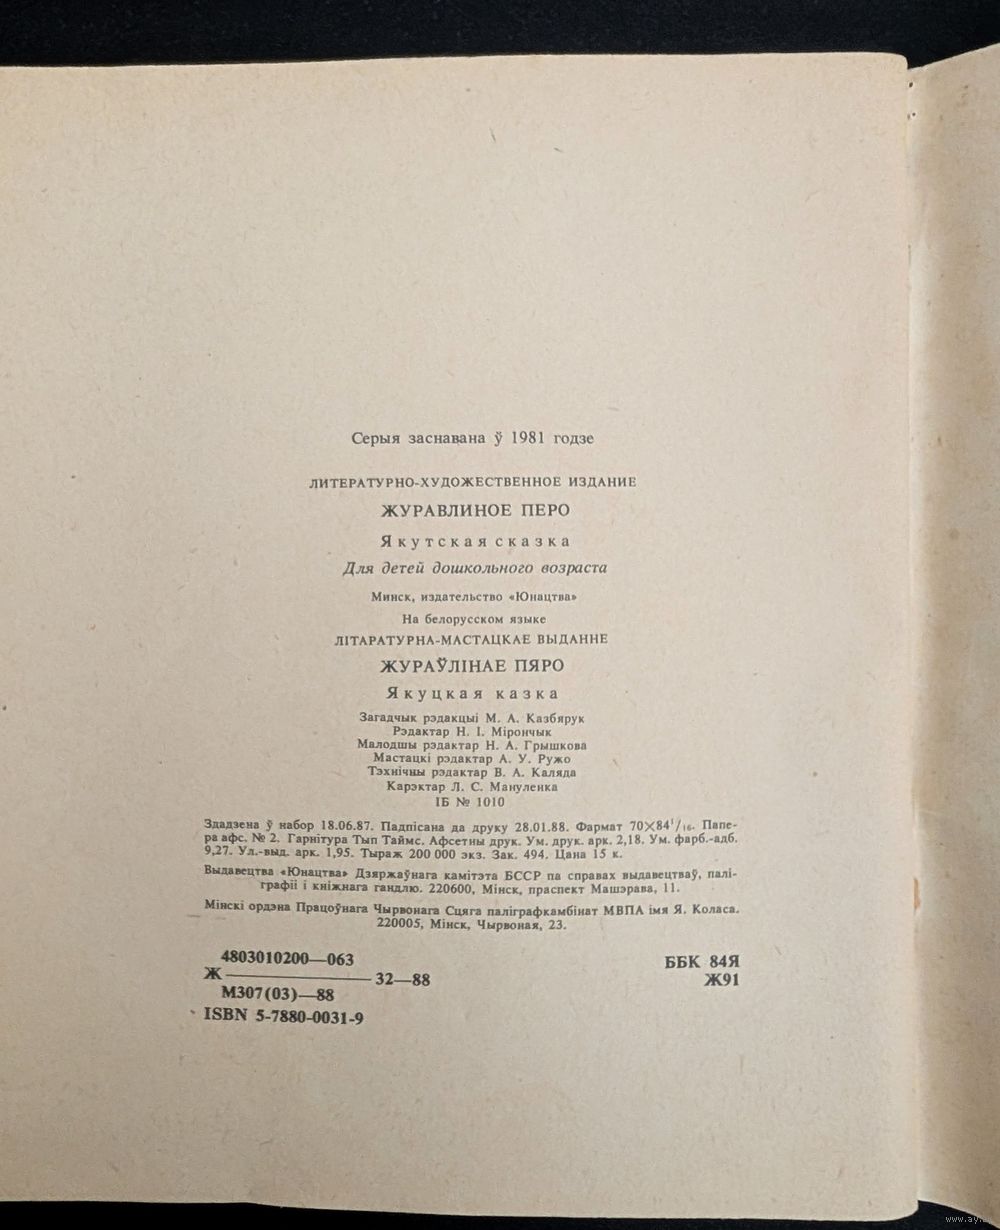 Серыя заснавана ў 1981 годзе
ЛИТЕРАТУРНО-ХУДОЖЕСТВЕННОЕ ИЗДАНИЕ
ЖУРАВЛИНОЕ ПЕРО
Якутская сказка
Для детей дошкольного возраста
Минск, издательство «Юнацтва»
На белорусском языке
ЛІТАРАТУРНА-МАСТАЦКАЕ ВЫДАННЕ
ЖУРАЎЛІНАЕ ПЯРО
Якуцкая казка
Загадчык рэдакцыі М. А. Казбярук
Рэдактар Н. І. Мірончык
Малодшы рэдактар Н. А. Грышкова
Мастацкі рэдактар А. У. Ружо
Тэхнічны рэдактар В. А. Каляда
Карэктар Л. С. Мануленка
ІБ № 1010
Здадзена ў набор 18.06.87. Падпісана да друку 28.01.88. Фармат 70×84¹/₁₆. Папе-
ра афс. № 2. Гарнітура Тып Таймс. Афсетны друк. Ум. друк. арк. 2,18. Ум. фарб.-адб.
9,27. Ул.-выд. арк. 1,95. Тыраж 200 000 экз. Зак. 494. Цана 15 к.
Выдавецтва «Юнацтва» Дзяржаўнага камітэта БССР па справах выдавецтваў, палі-
графіі і кніжнага гандлю. 220600, Мінск, праспект Машэрава, 11.
Мінскі ордэна Працоўнага Чырвонага Сцяга паліграфкамбінат МВПА імя Я. Коласа.
220005, Мінск, Чырвоная, 23.
4803010200—063
Ж ——— 32—88
М307(03)—88
ISBN 5-7880-0031-9
ББК 84Я
Ж91